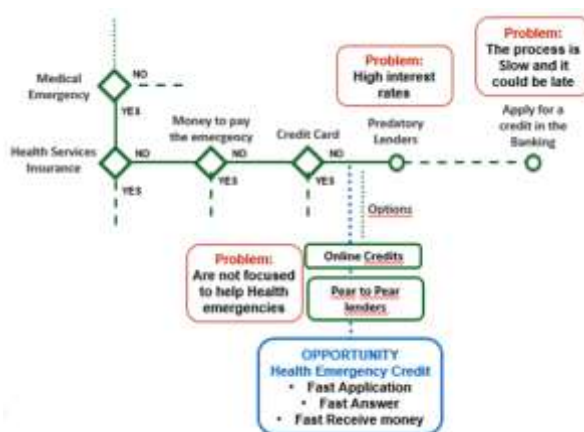 Problem:
The process is
Slow and it
could be late
Problem:
High interest
rates
Medical
Emergency
NO
YES
Money to pay
the emergency
Credit Card
Predatory
Lenders
Apply for a
credit in the
Banking
Health Services
Insurance
NO
NO
NO
YES
YES
YES
Options
Problem:
Are not focused
to help Health
emergencies
Online Credits
Pear to Pear
lenders
OPPORTUNITY
Health Emergency Credit
• Fast Application
• Fast Answer
• Fast Receive money